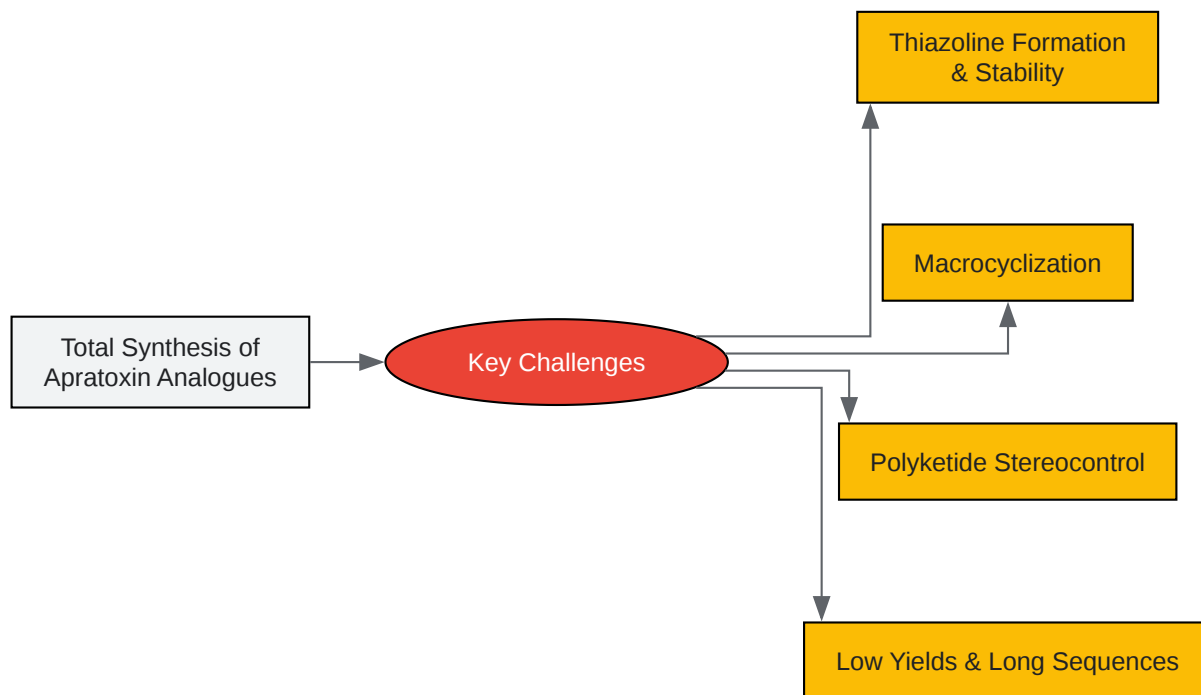 Thiazoline Formation
& Stability
Macrocyclization
Total Synthesis of
Apratoxin Analogues
Key Challenges
Polyketide Stereocontrol
Low Yields & Long Sequences